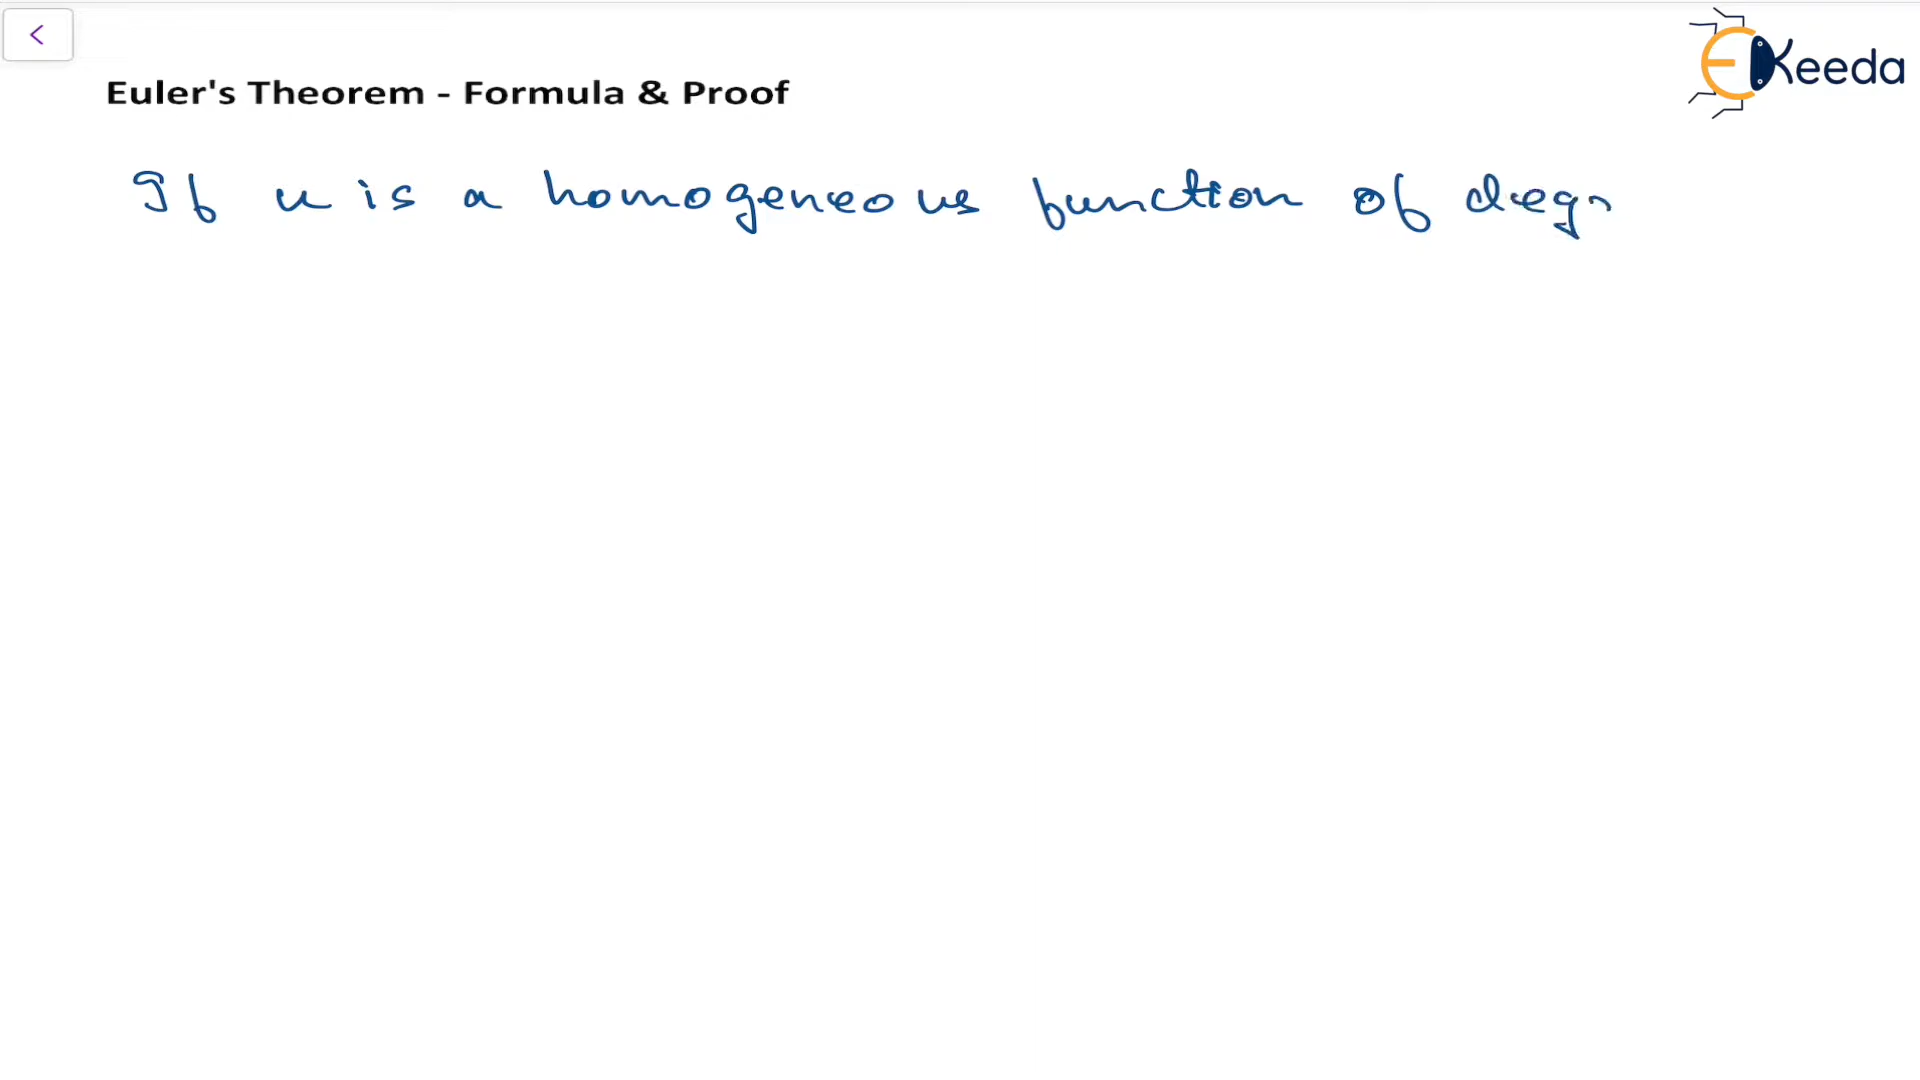 EKeeda
Euler's Theorem - Formula & Proof
If u is a homogeneous function of degr